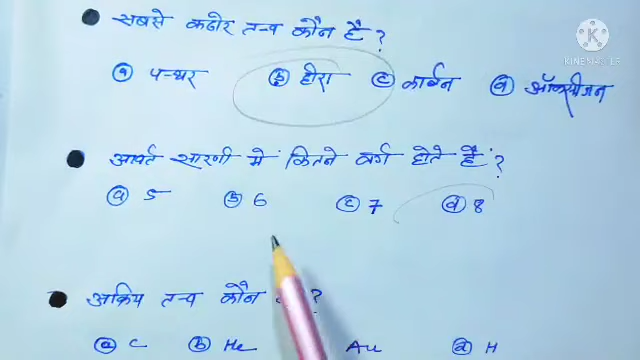 सबसे कठोर तत्व कौन है ?
(a) पत्थर (b) हीरा (c) कार्बन (d) ऑक्सीजन
आवर्त सारणी में कितने वर्ग होते हैं ?
(a) 5 (b) 6 (c) 7 (d) 8
अक्रिय तत्व कौन ?
(a) C (b) He Au (d) H
KINEMASTER